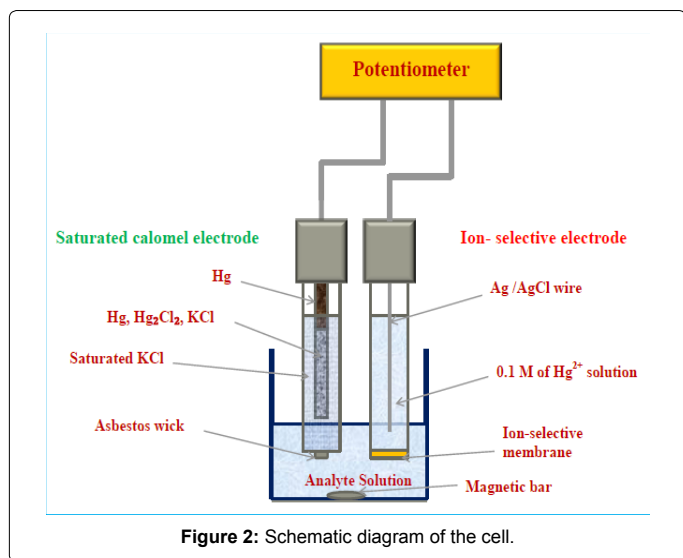 Potentiometer
Saturated calomel electrode
Ion- selective electrode
Hg
Ag /AgCl wire
Hg, Hg₂Cl₂, KCl
Saturated KCl
0.1 M of Hg²⁺ solution
Asbestos wick
Ion-selective
membrane
Analyte Solution
Magnetic bar
Figure 2: Schematic diagram of the cell.